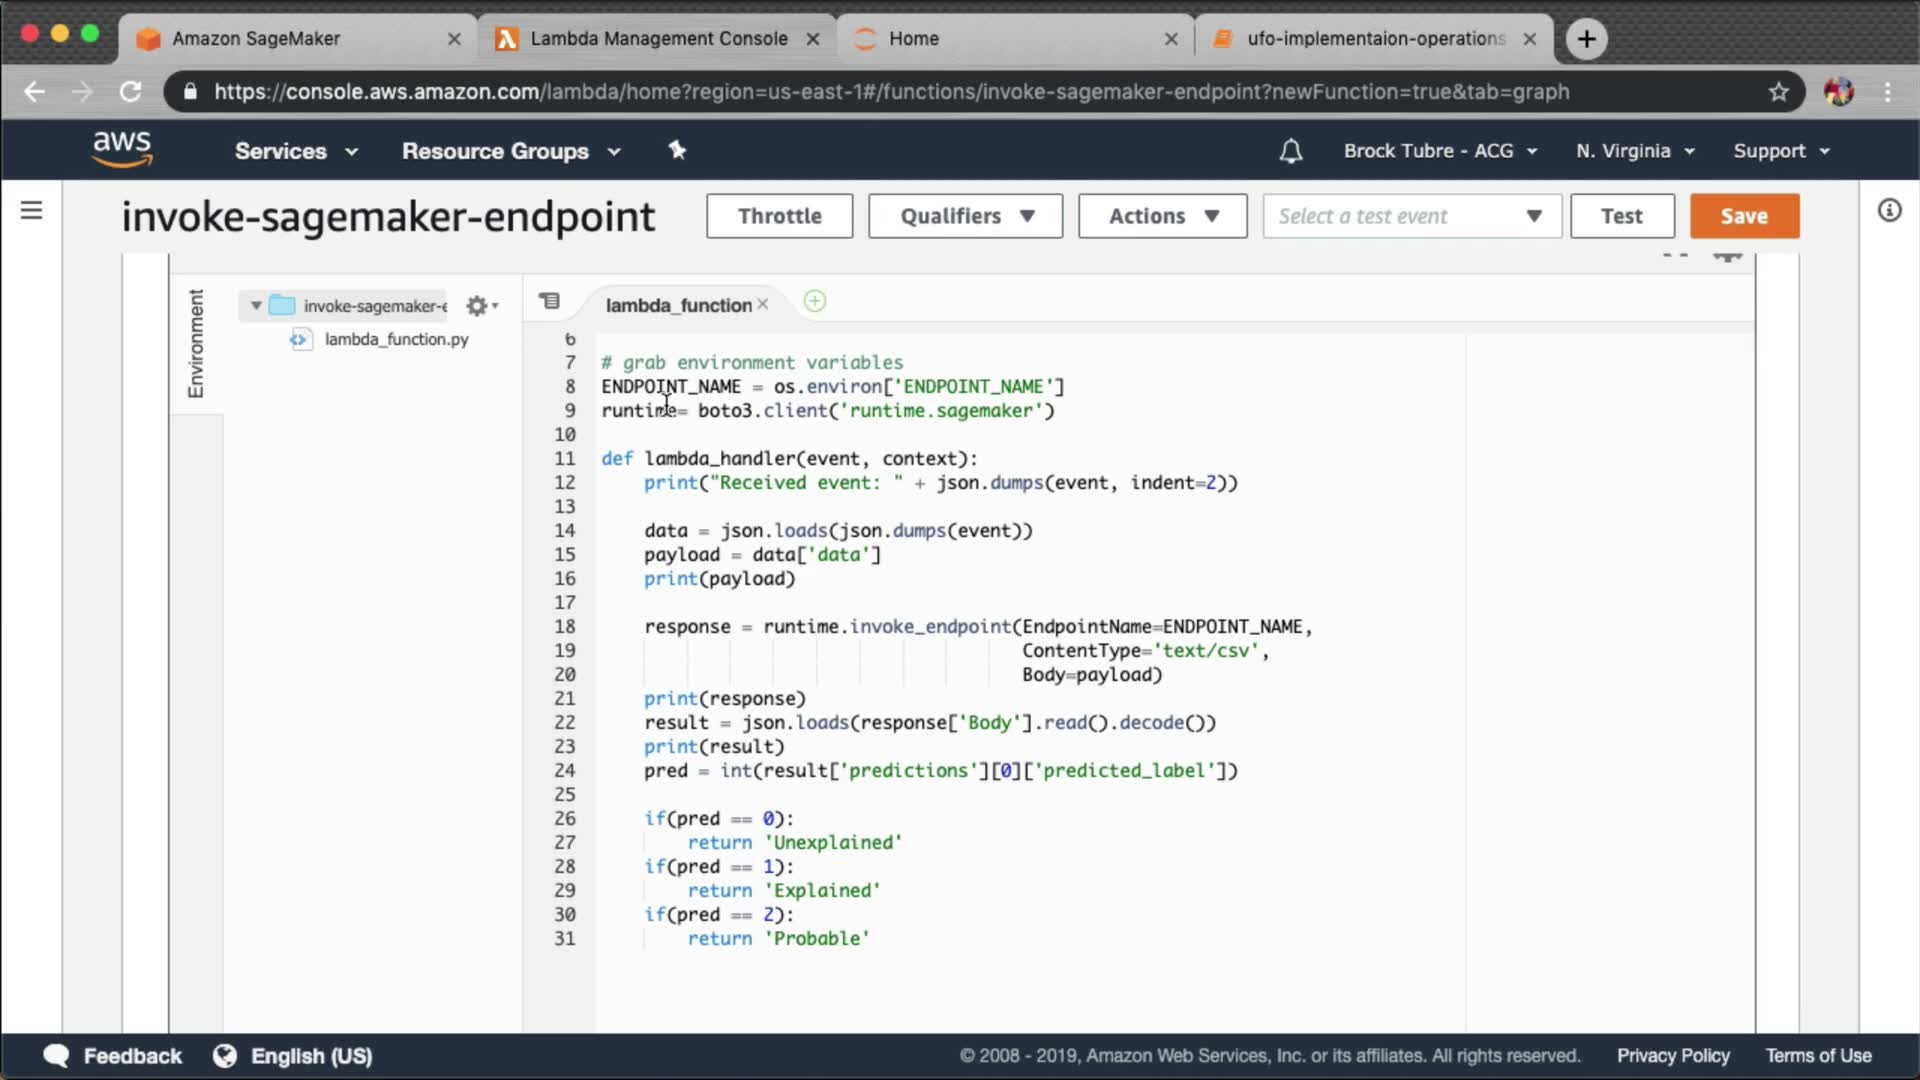 Amazon SageMaker
Lambda Management Console
Home
ufo-implementaion-operations
https://console.aws.amazon.com/lambda/home?region=us-east-1#/functions/invoke-sagemaker-endpoint?newFunction=true&tab=graph
aws
Services
Resource Groups
Brock Tubre - ACG
N. Virginia
Support
invoke-sagemaker-endpoint
Throttle
Qualifiers
Actions
Select a test event
Test
Save
Environment
invoke-sagemaker-e
lambda_function.py
lambda_function
6
7 # grab environment variables
8 ENDPOINT_NAME = os.environ['ENDPOINT_NAME']
9 runtime= boto3.client('runtime.sagemaker')
10
11 def lambda_handler(event, context):
12 print("Received event: " + json.dumps(event, indent=2))
13
14 data = json.loads(json.dumps(event))
15 payload = data['data']
16 print(payload)
17
18 response = runtime.invoke_endpoint(EndpointName=ENDPOINT_NAME,
19 ContentType='text/csv',
20 Body=payload)
21 print(response)
22 result = json.loads(response['Body'].read().decode())
23 print(result)
24 pred = int(result['predictions'][0]['predicted_label'])
25
26 if(pred == 0):
27 return 'Unexplained'
28 if(pred == 1):
29 return 'Explained'
30 if(pred == 2):
31 return 'Probable'
Feedback
English (US)
© 2008 - 2019, Amazon Web Services, Inc. or its affiliates. All rights reserved.
Privacy Policy
Terms of Use